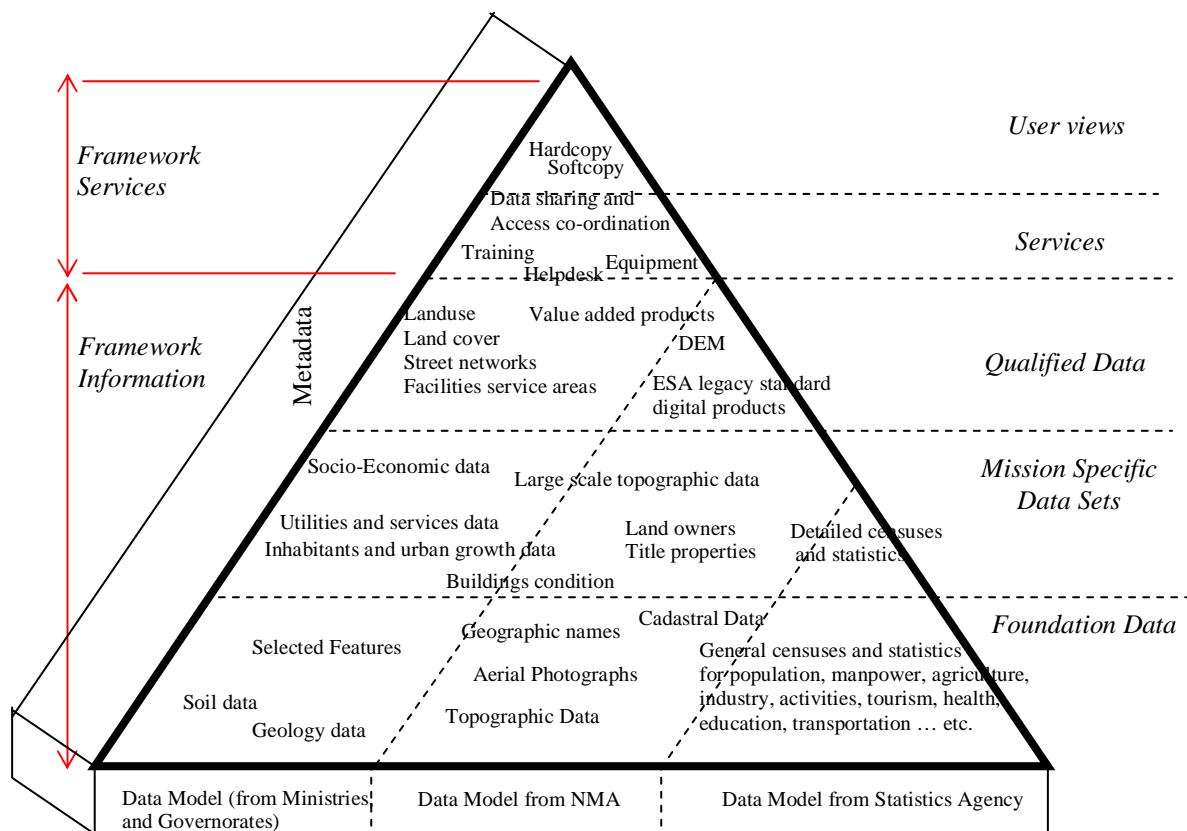 User views
Hardcopy
Softcopy
Framework
Services
Data sharing and
Access co-ordination
Services
Training
Equipment
Helpdesk
Metadata
Landuse
Value added products
Land cover
DEM
Framework
Information
Street networks
Qualified Data
Facilities service areas
ESA legacy standard
digital products
Socio-Economic data
Large scale topographic data
Mission Specific
Data Sets
Utilities and services data
Inhabitants and urban growth data
Land owners
Title properties
Detailed censuses
and statistics
Buildings condition
Foundation Data
Cadastral Data
Geographic names
Selected Features
General censuses and statistics
for population, manpower, agriculture,
industry, activities, tourism, health,
education, transportation … etc.
Aerial Photographs
Soil data
Topographic Data
Geology data
Data Model (from Ministries
and Governorates)
Data Model from NMA
Data Model from Statistics Agency